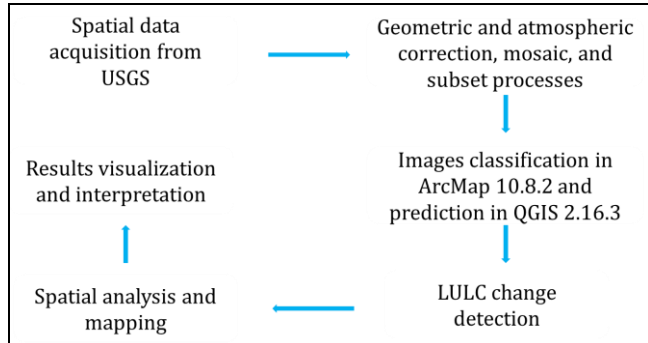 Spatial data
acquisition from
USGS
Geometric and atmospheric
correction, mosaic, and
subset processes
Images classification in
ArcMap 10.8.2 and
prediction in QGIS 2.16.3
LULC change
detection
Spatial analysis and
mapping
Results visualization
and interpretation